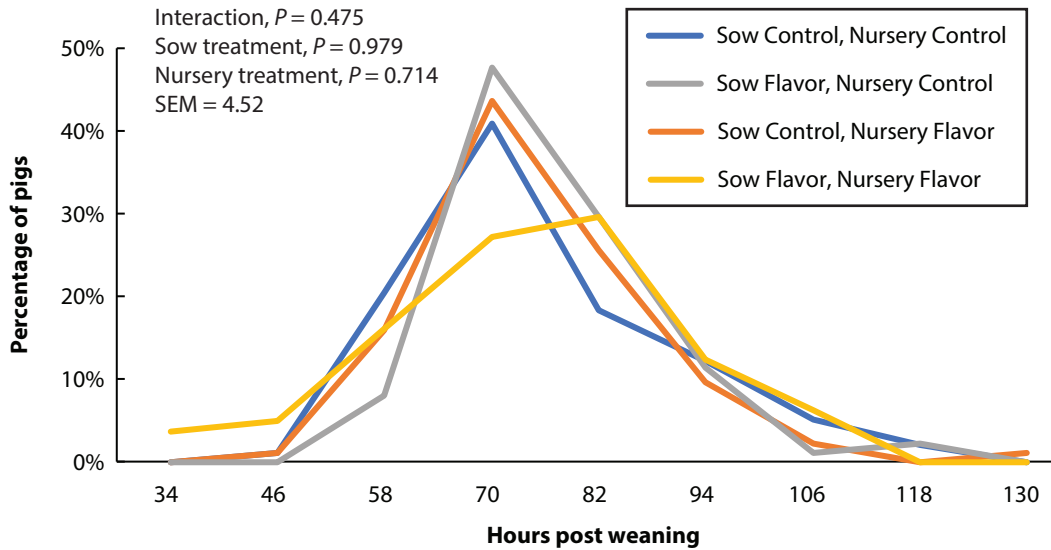 Interaction, P = 0.475
Sow treatment, P = 0.979
Nursery treatment, P = 0.714
SEM = 4.52
Sow Control, Nursery Control
Sow Flavor, Nursery Control
Sow Control, Nursery Flavor
Sow Flavor, Nursery Flavor
Percentage of pigs
50%
40%
30%
20%
10%
0%
34 46 58 70 82 94 106 118 130
Hours post weaning